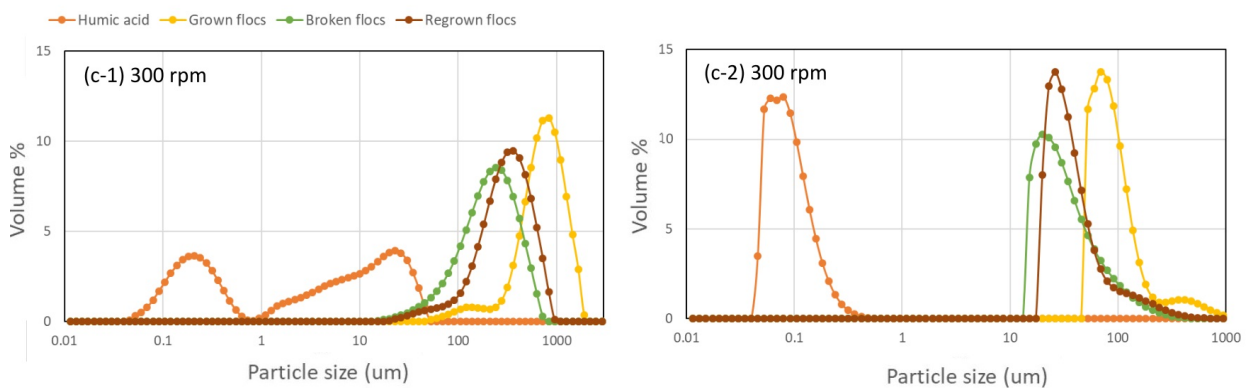 Humic acid Grown flocs Broken flocs Regrown flocs
(c-1) 300 rpm
15
10
5
0
Volume %
0.01 0.1 1 10 100 1000
Particle size (um)
(c-2) 300 rpm
15
10
5
0
Volume %
0.01 0.1 1 10 100 1000
Particle size (um)